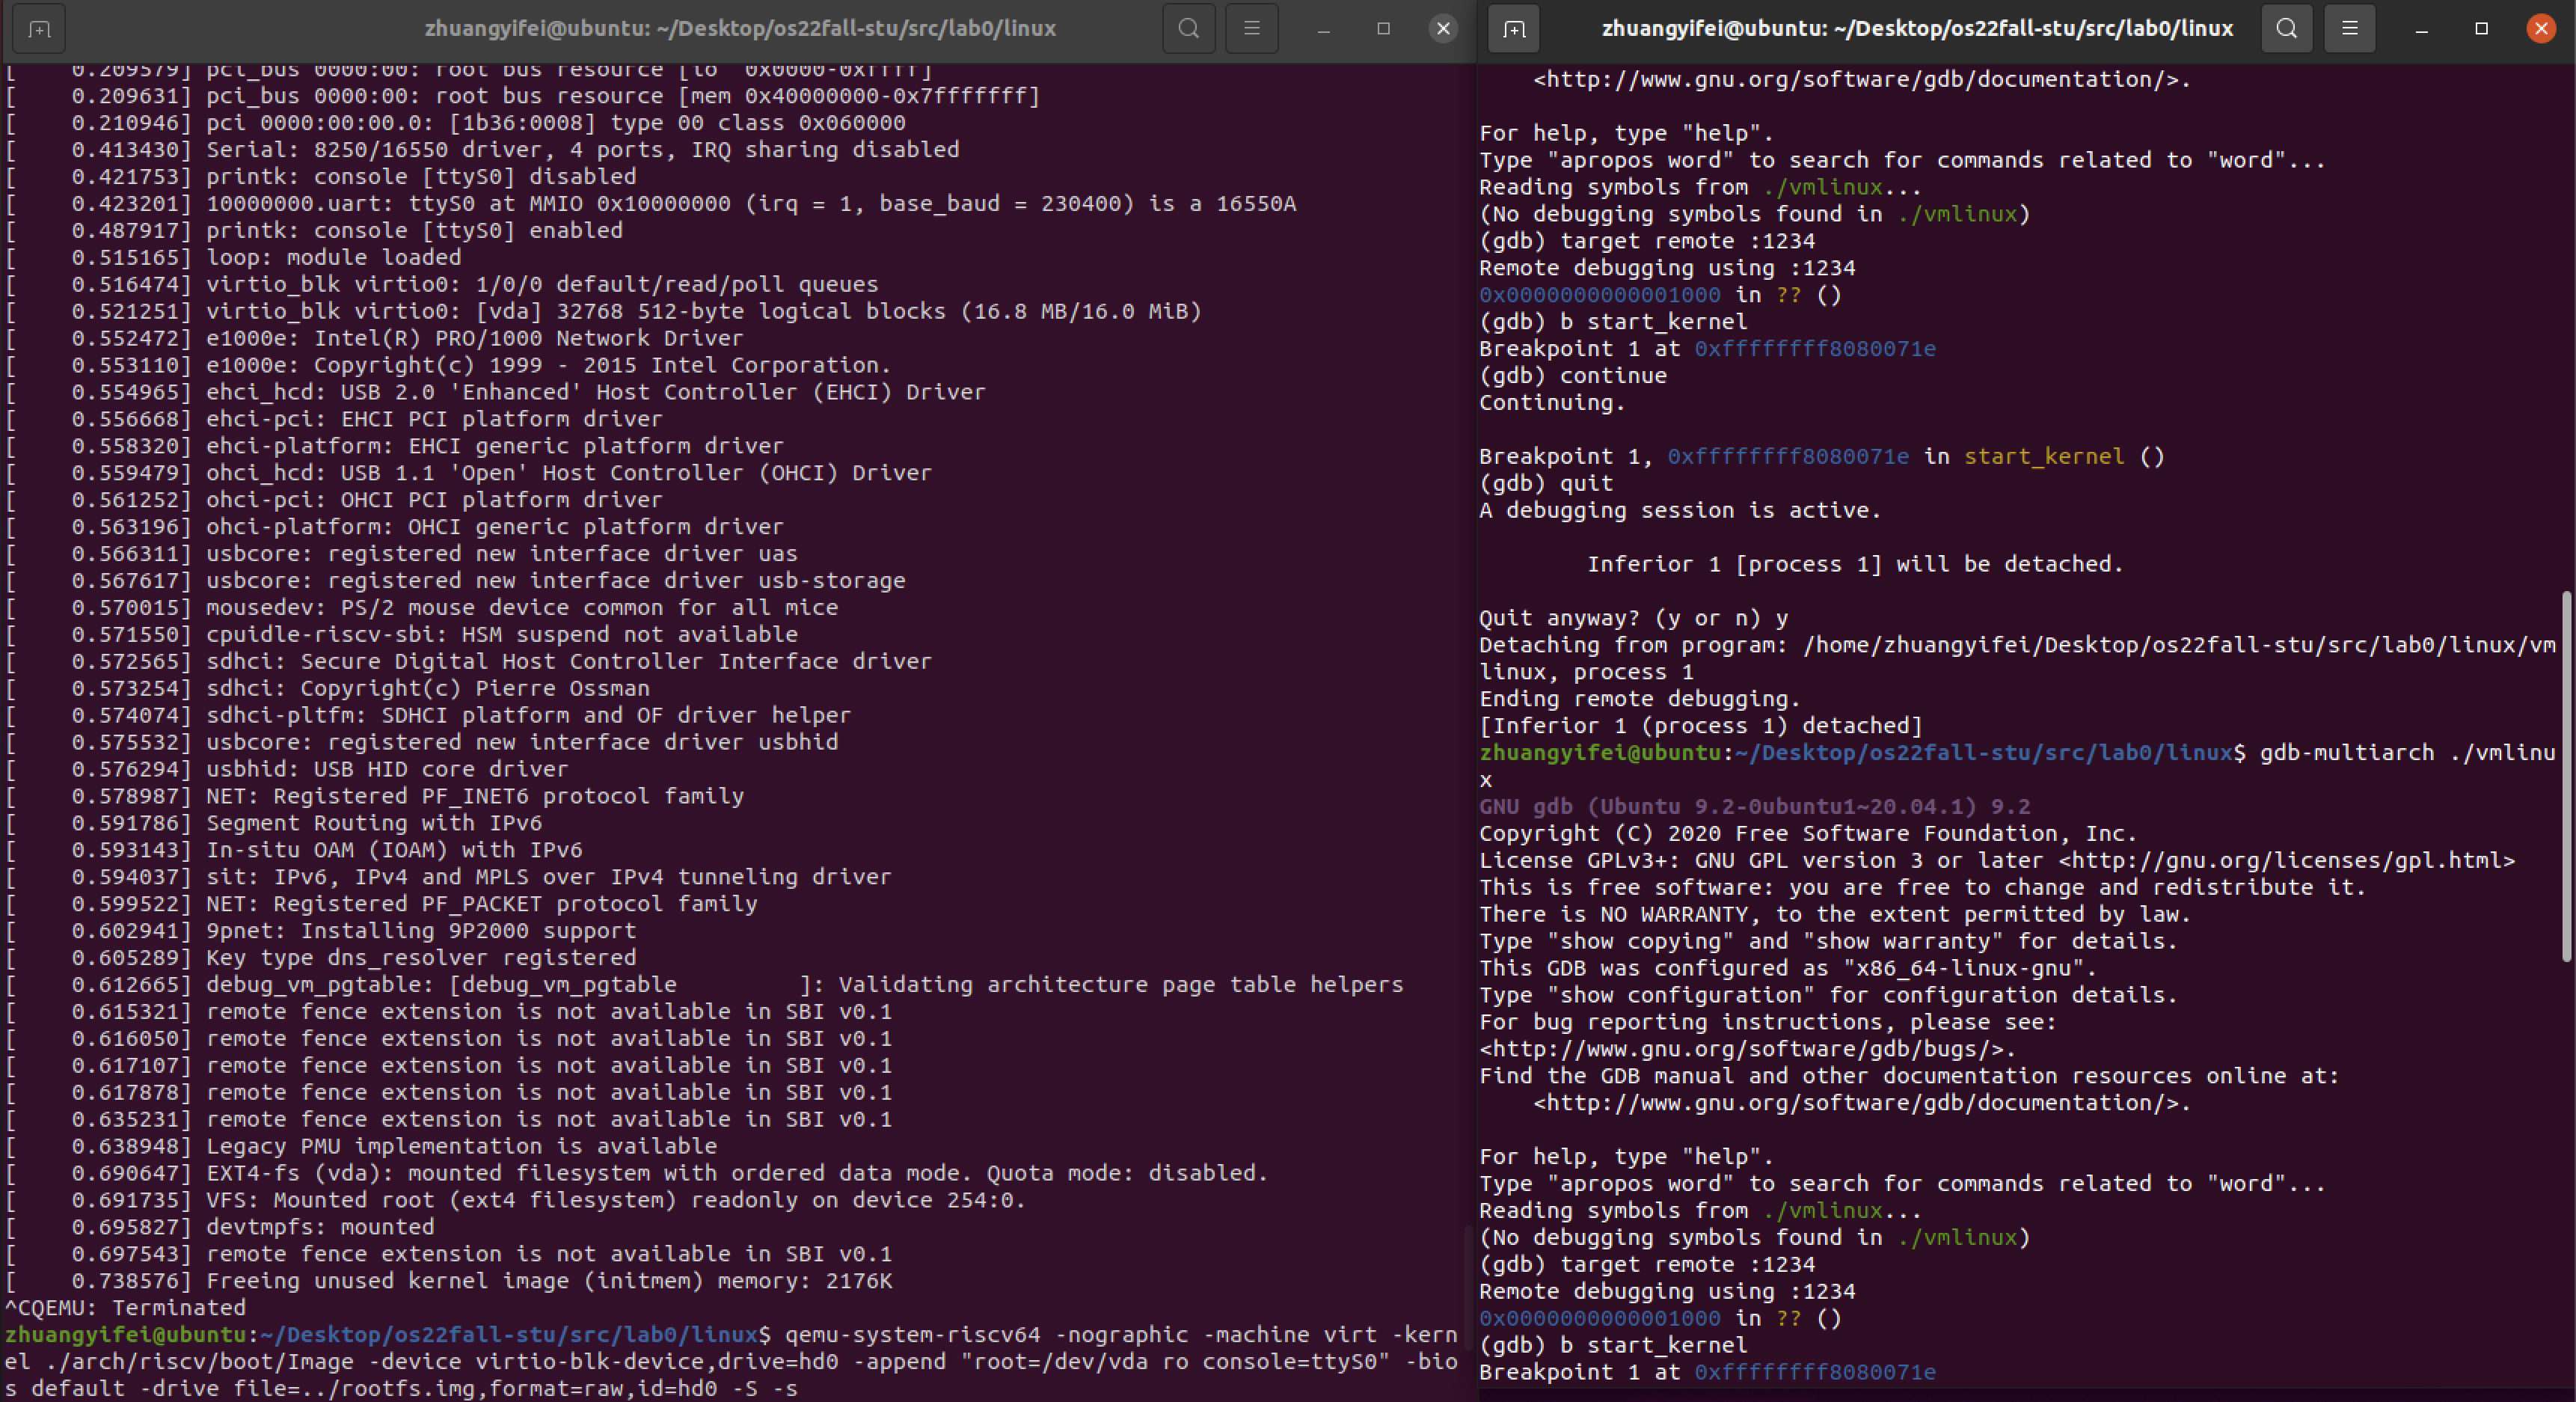 zhuangyifei@ubuntu: ~/Desktop/os22fall-stu/src/lab0/linux
[    0.209579] pci_bus 0000:00: root bus resource [io  0x0000-0xffff]
[    0.209631] pci_bus 0000:00: root bus resource [mem 0x40000000-0x7fffffff]
[    0.210946] pci 0000:00:00.0: [1b36:0008] type 00 class 0x060000
[    0.413430] Serial: 8250/16550 driver, 4 ports, IRQ sharing disabled
[    0.421753] printk: console [ttyS0] disabled
[    0.423201] 10000000.uart: ttyS0 at MMIO 0x10000000 (irq = 1, base_baud = 230400) is a 16550A
[    0.487917] printk: console [ttyS0] enabled
[    0.515165] loop: module loaded
[    0.516474] virtio_blk virtio0: 1/0/0 default/read/poll queues
[    0.521251] virtio_blk virtio0: [vda] 32768 512-byte logical blocks (16.8 MB/16.0 MiB)
[    0.552472] e1000e: Intel(R) PRO/1000 Network Driver
[    0.553110] e1000e: Copyright(c) 1999 - 2015 Intel Corporation.
[    0.554965] ehci_hcd: USB 2.0 'Enhanced' Host Controller (EHCI) Driver
[    0.556668] ehci-pci: EHCI PCI platform driver
[    0.558320] ehci-platform: EHCI generic platform driver
[    0.559479] ohci_hcd: USB 1.1 'Open' Host Controller (OHCI) Driver
[    0.561252] ohci-pci: OHCI PCI platform driver
[    0.563196] ohci-platform: OHCI generic platform driver
[    0.566311] usbcore: registered new interface driver uas
[    0.567617] usbcore: registered new interface driver usb-storage
[    0.570015] mousedev: PS/2 mouse device common for all mice
[    0.571550] cpuidle-riscv-sbi: HSM suspend not available
[    0.572565] sdhci: Secure Digital Host Controller Interface driver
[    0.573254] sdhci: Copyright(c) Pierre Ossman
[    0.574074] sdhci-pltfm: SDHCI platform and OF driver helper
[    0.575532] usbcore: registered new interface driver usbhid
[    0.576294] usbhid: USB HID core driver
[    0.578987] NET: Registered PF_INET6 protocol family
[    0.591786] Segment Routing with IPv6
[    0.593143] In-situ OAM (IOAM) with IPv6
[    0.594037] sit: IPv6, IPv4 and MPLS over IPv4 tunneling driver
[    0.599522] NET: Registered PF_PACKET protocol family
[    0.602941] 9pnet: Installing 9P2000 support
[    0.605289] Key type dns_resolver registered
[    0.612665] debug_vm_pgtable: [debug_vm_pgtable         ]: Validating architecture page table helpers
[    0.615321] remote fence extension is not available in SBI v0.1
[    0.616050] remote fence extension is not available in SBI v0.1
[    0.617107] remote fence extension is not available in SBI v0.1
[    0.617878] remote fence extension is not available in SBI v0.1
[    0.635231] remote fence extension is not available in SBI v0.1
[    0.638948] Legacy PMU implementation is available
[    0.690647] EXT4-fs (vda): mounted filesystem with ordered data mode. Quota mode: disabled.
[    0.691735] VFS: Mounted root (ext4 filesystem) readonly on device 254:0.
[    0.695827] devtmpfs: mounted
[    0.697543] remote fence extension is not available in SBI v0.1
[    0.738576] Freeing unused kernel image (initmem) memory: 2176K
^CQEMU: Terminated
zhuangyifei@ubuntu:~/Desktop/os22fall-stu/src/lab0/linux$ qemu-system-riscv64 -nographic -machine virt -kern
el ./arch/riscv/boot/Image -device virtio-blk-device,drive=hd0 -append "root=/dev/vda ro console=ttyS0" -bio
s default -drive file=../rootfs.img,format=raw,id=hd0 -S -s
zhuangyifei@ubuntu: ~/Desktop/os22fall-stu/src/lab0/linux
    <http://www.gnu.org/software/gdb/documentation/>.
For help, type "help".
Type "apropos word" to search for commands related to "word"...
Reading symbols from ./vmlinux...
(No debugging symbols found in ./vmlinux)
(gdb) target remote :1234
Remote debugging using :1234
0x0000000000001000 in ?? ()
(gdb) b start_kernel
Breakpoint 1 at 0xffffffff8080071e
(gdb) continue
Continuing.
Breakpoint 1, 0xffffffff8080071e in start_kernel ()
(gdb) quit
A debugging session is active.
        Inferior 1 [process 1] will be detached.
Quit anyway? (y or n) y
Detaching from program: /home/zhuangyifei/Desktop/os22fall-stu/src/lab0/linux/vm
linux, process 1
Ending remote debugging.
[Inferior 1 (process 1) detached]
zhuangyifei@ubuntu:~/Desktop/os22fall-stu/src/lab0/linux$ gdb-multiarch ./vmlinu
x
GNU gdb (Ubuntu 9.2-0ubuntu1~20.04.1) 9.2
Copyright (C) 2020 Free Software Foundation, Inc.
License GPLv3+: GNU GPL version 3 or later <http://gnu.org/licenses/gpl.html>
This is free software: you are free to change and redistribute it.
There is NO WARRANTY, to the extent permitted by law.
Type "show copying" and "show warranty" for details.
This GDB was configured as "x86_64-linux-gnu".
Type "show configuration" for configuration details.
For bug reporting instructions, please see:
<http://www.gnu.org/software/gdb/bugs/>.
Find the GDB manual and other documentation resources online at:
    <http://www.gnu.org/software/gdb/documentation/>.
For help, type "help".
Type "apropos word" to search for commands related to "word"...
Reading symbols from ./vmlinux...
(No debugging symbols found in ./vmlinux)
(gdb) target remote :1234
Remote debugging using :1234
0x0000000000001000 in ?? ()
(gdb) b start_kernel
Breakpoint 1 at 0xffffffff8080071e